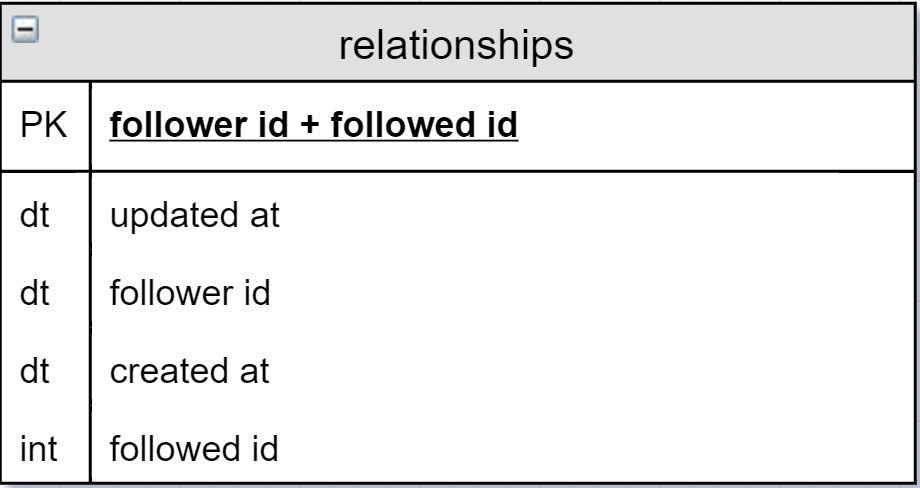 relationships
PK follower id + followed id
dt updated at
dt follower id
dt created at
int followed id